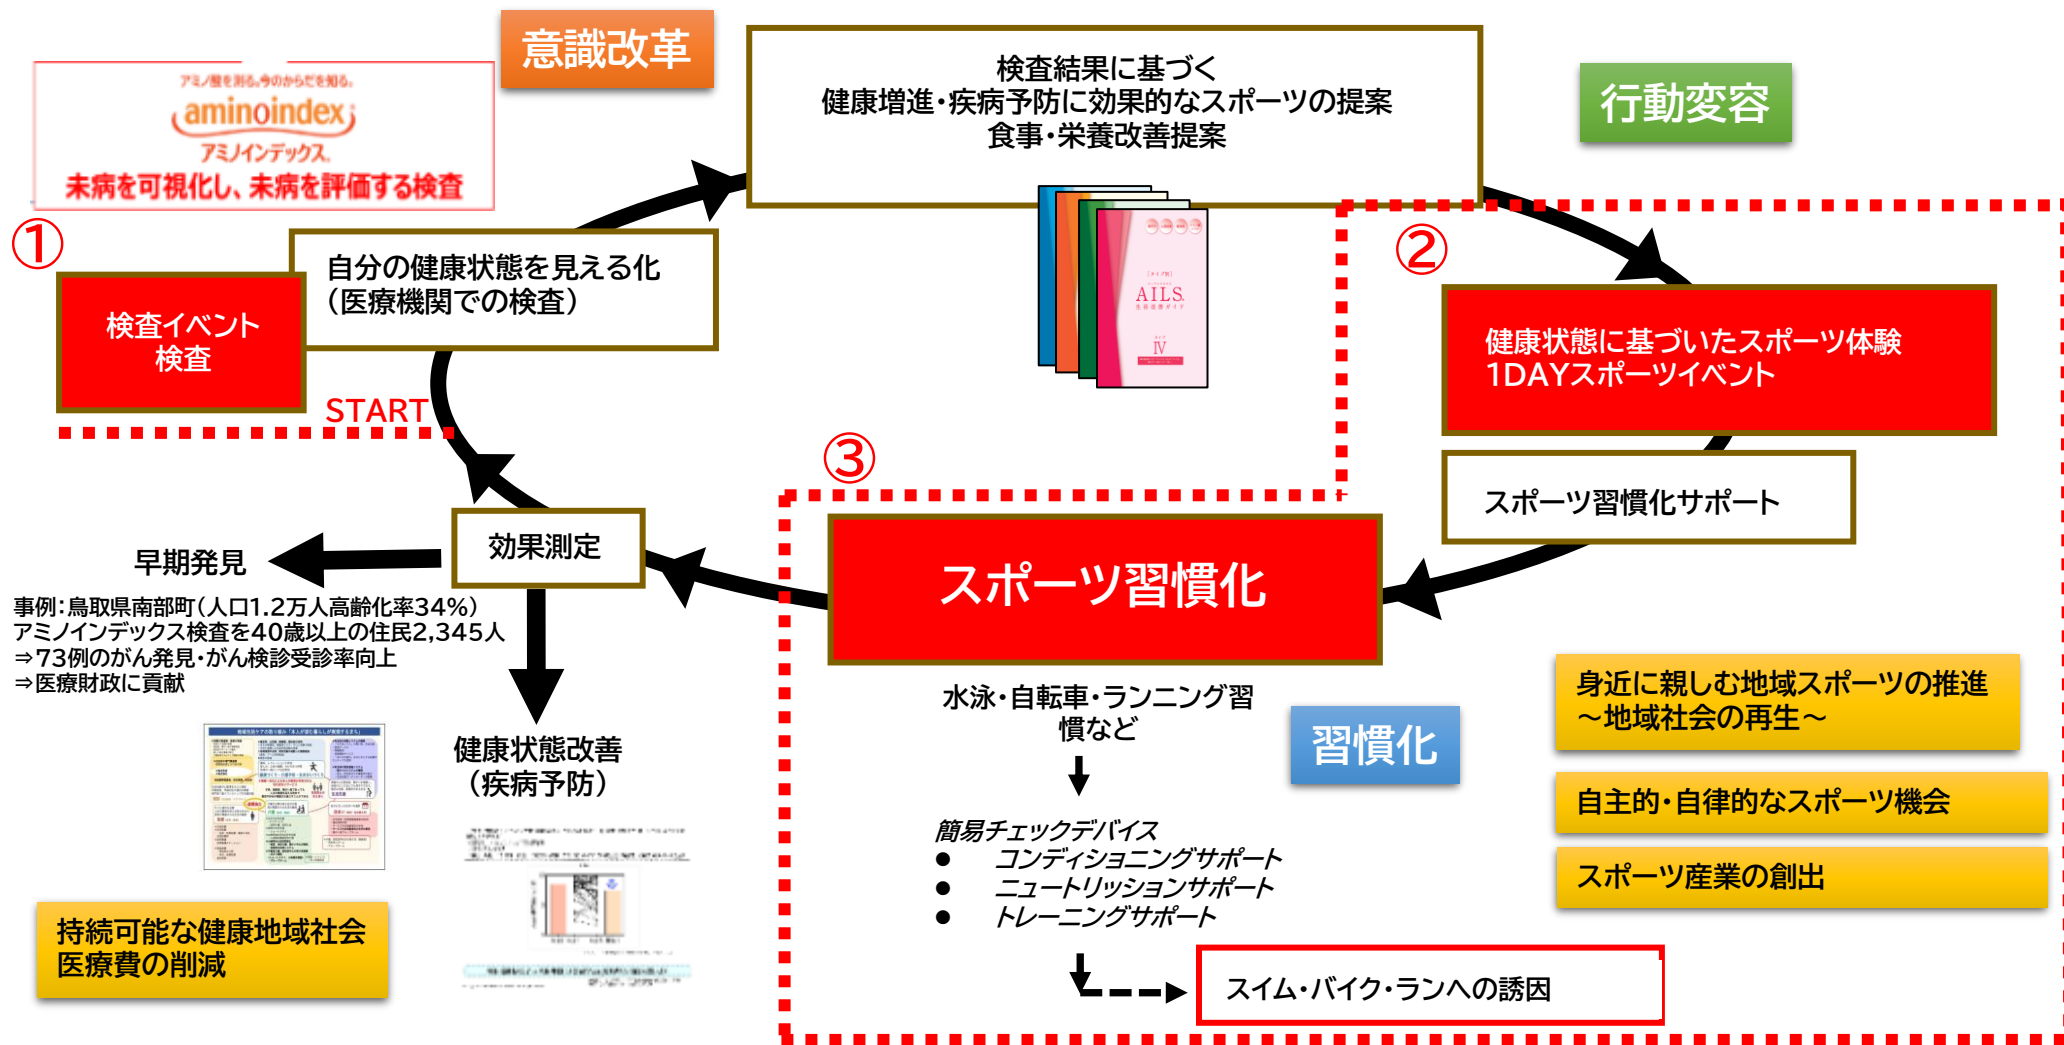 意識改革
アミノ酸を測る。今のからだを知る。
aminoindex
アミノインデックス®
未病を可視化し、未病を評価する検査
検査結果に基づく
健康増進・疾病予防に効果的なスポーツの提案
食事・栄養改善提案
行動変容
①
自分の健康状態を見える化
（医療機関での検査）
検査イベント
検査
START
AILS
生活改善ガイド
タイプ
Ⅳ
②
健康状態に基づいたスポーツ体験
1DAYスポーツイベント
スポーツ習慣化サポート
③
スポーツ習慣化
効果測定
早期発見
事例：鳥取県南部町（人口1.2万人高齢化率34%）
アミノインデックス検査を40歳以上の住民2,345人
⇒73例のがん発見・がん検診受診率向上
⇒医療財政に貢献
健康状態改善
（疾病予防）
持続可能な健康地域社会
医療費の削減
水泳・自転車・ランニング習
慣など
習慣化
簡易チェックデバイス
● コンディショニングサポート
● ニュートリッションサポート
● トレーニングサポート
スイム・バイク・ランへの誘因
身近に親しむ地域スポーツの推進
～地域社会の再生～
自主的・自律的なスポーツ機会
スポーツ産業の創出